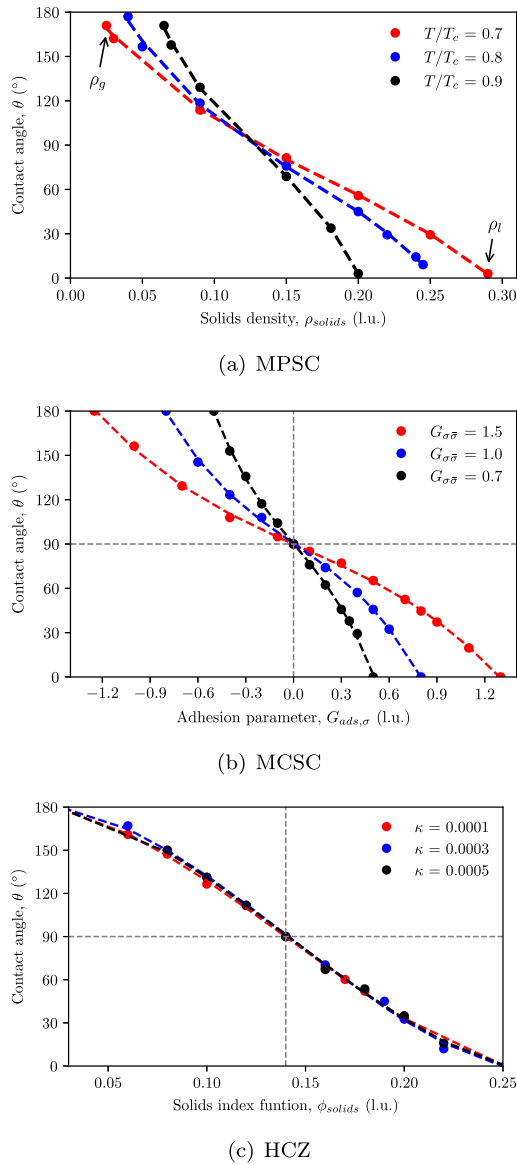 180
150
120
90
60
30
0
Contact angle, θ (°)
ρg
ρl
T/Tc = 0.7
T/Tc = 0.8
T/Tc = 0.9
0.00 0.05 0.10 0.15 0.20 0.25 0.30
Solids density, ρsolids (l.u.)
(a) MPSC
180
150
120
90
60
30
0
Contact angle, θ (°)
Gσσ̄ = 1.5
Gσσ̄ = 1.0
Gσσ̄ = 0.7
−1.2 −0.9 −0.6 −0.3 0.0 0.3 0.6 0.9 1.2
Adhesion parameter, Gads,σ (l.u.)
(b) MCSC
180
150
120
90
60
30
0
Contact angle, θ (°)
κ = 0.0001
κ = 0.0003
κ = 0.0005
0.05 0.10 0.15 0.20 0.25
Solids index funtion, ϕsolids (l.u.)
(c) HCZ